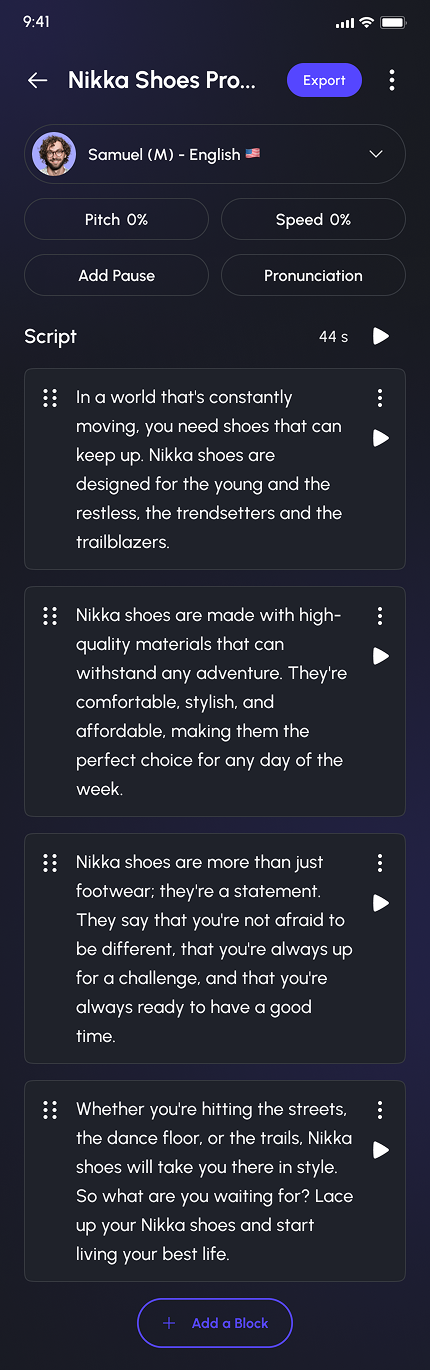 9:41
Nikka Shoes Pro...
Export
Samuel (M) - English 🇺🇸
Pitch 0%
Speed 0%
Add Pause
Pronunciation
Script
44 s
In a world that's constantly
moving, you need shoes that can
keep up. Nikka shoes are
designed for the young and the
restless, the trendsetters and the
trailblazers.
Nikka shoes are made with high-
quality materials that can
withstand any adventure. They're
comfortable, stylish, and
affordable, making them the
perfect choice for any day of the
week.
Nikka shoes are more than just
footwear; they're a statement.
They say that you're not afraid to
be different, that you're always up
for a challenge, and that you're
always ready to have a good
time.
Whether you're hitting the streets,
the dance floor, or the trails, Nikka
shoes will take you there in style.
So what are you waiting for? Lace
up your Nikka shoes and start
living your best life.
+ Add a Block